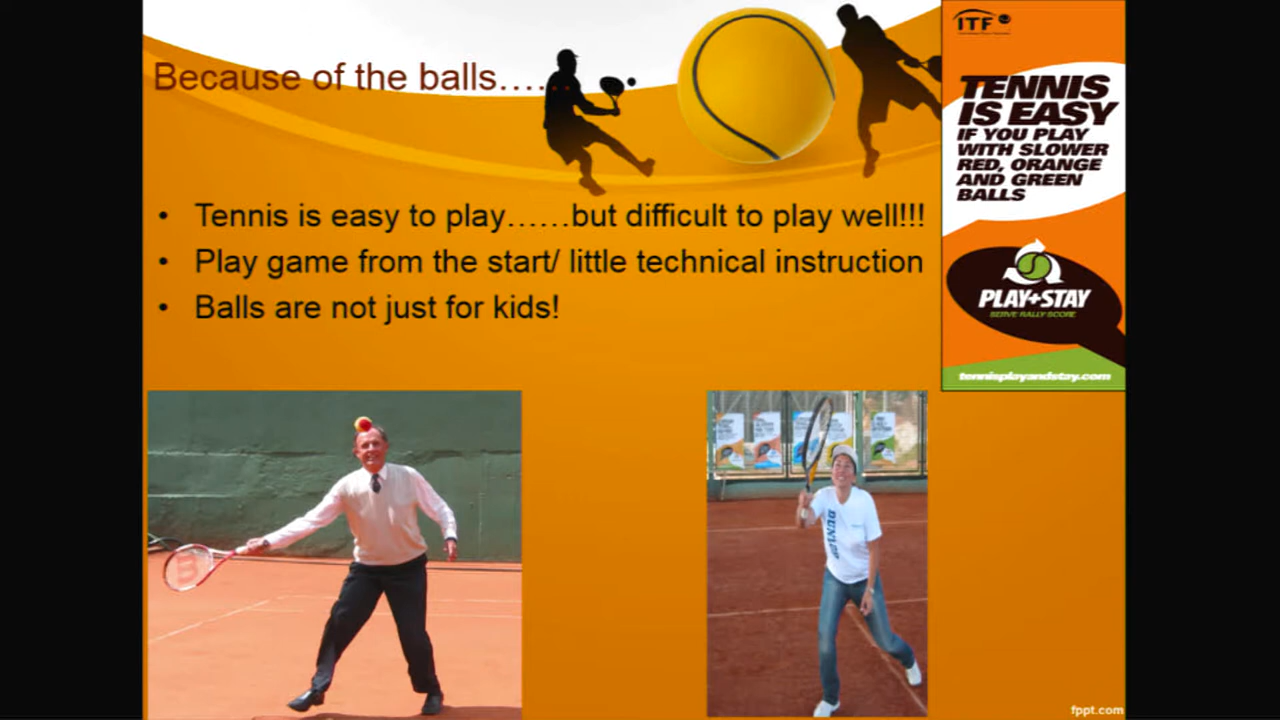 Because of the balls……
• Tennis is easy to play……but difficult to play well!!!
• Play game from the start/ little technical instruction
• Balls are not just for kids!
ITF
TENNIS
IS EASY
IF YOU PLAY
WITH SLOWER
RED, ORANGE
AND GREEN
BALLS
PLAY+STAY
SERVE RALLY SCORE
tennisplayandstay.com
DUNLOP
fppt.com